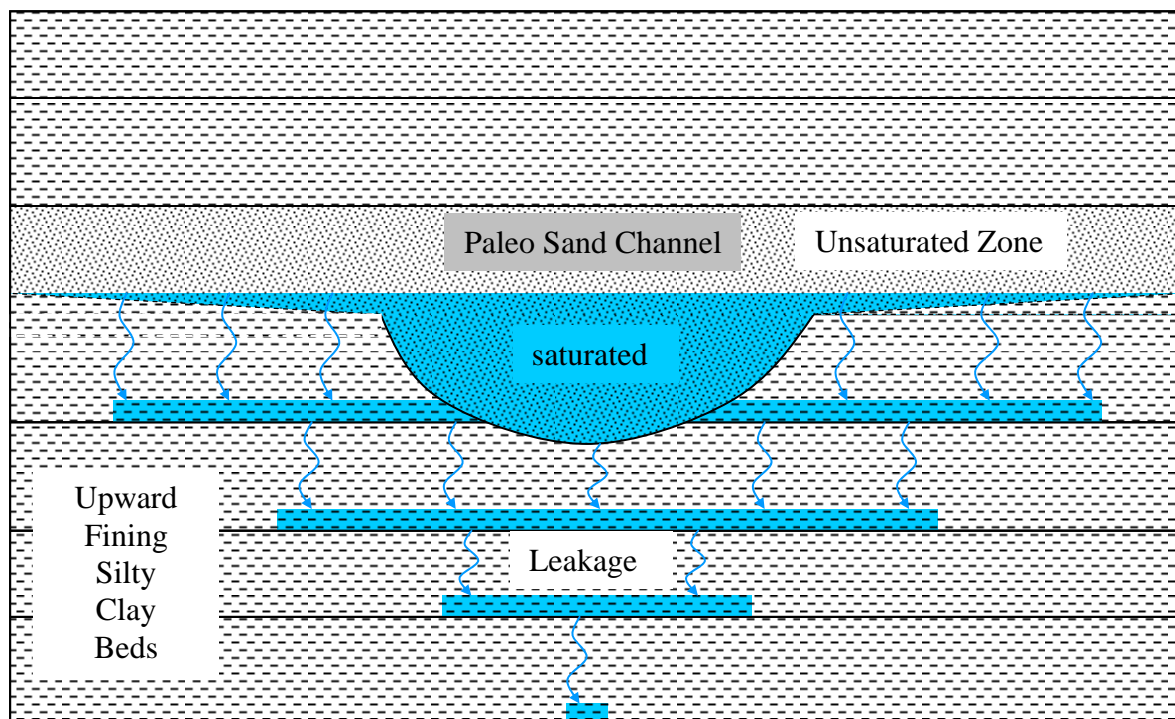 Paleo Sand Channel
Unsaturated Zone
saturated
Upward
Fining
Silty
Clay
Beds
Leakage